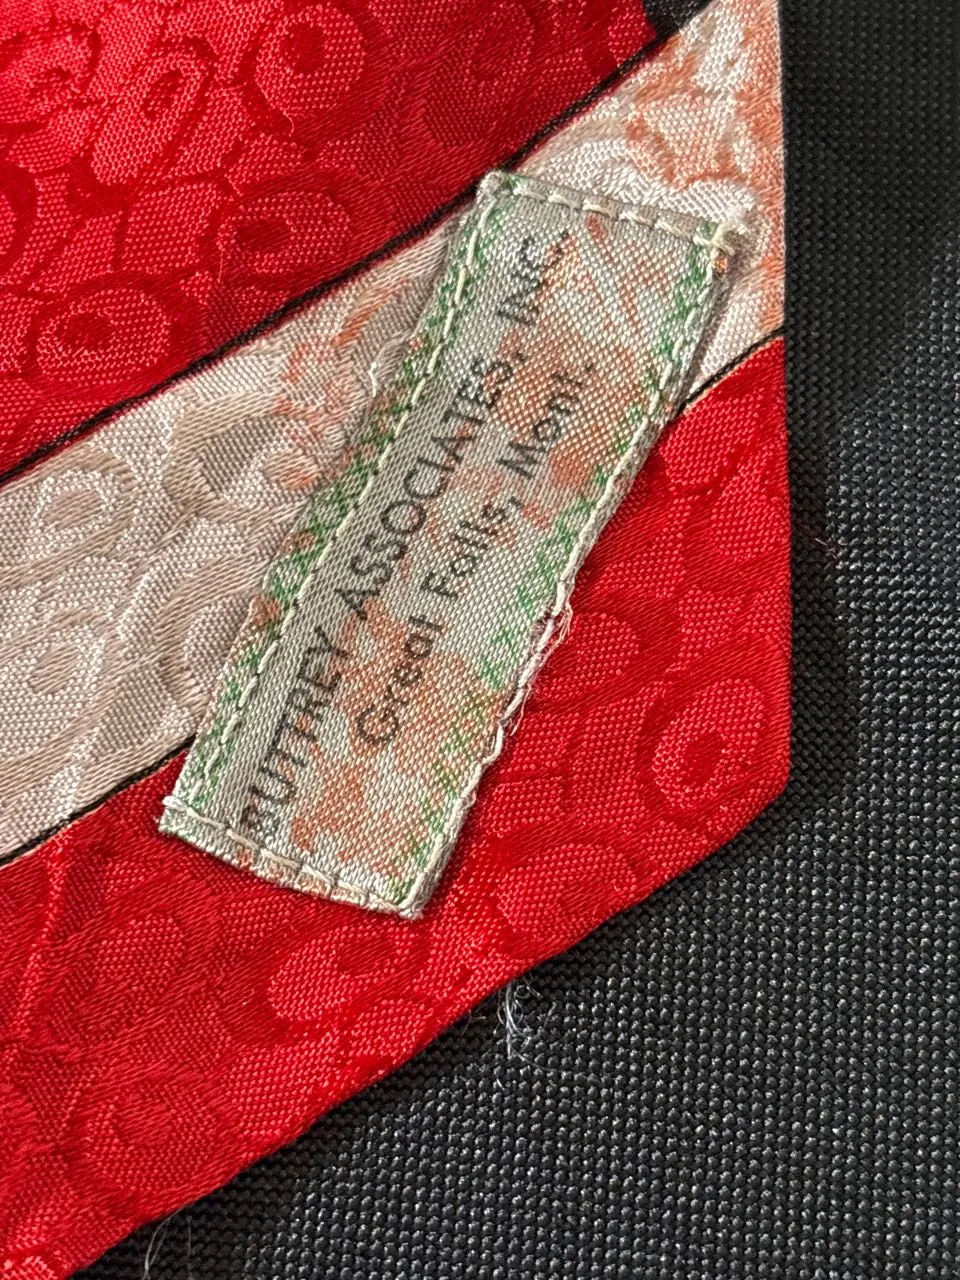 BUTTREY ASSOCIATES, INC.
Great Falls, Mont.